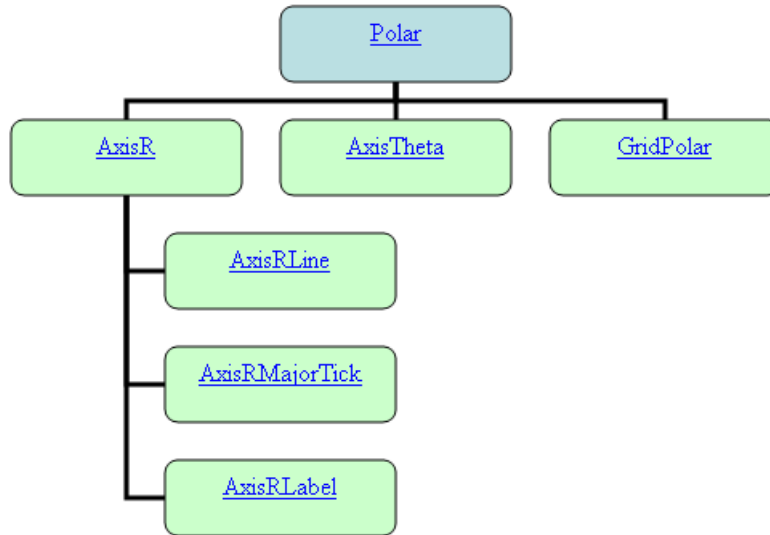 Polar
AxisR
AxisTheta
GridPolar
AxisRLine
AxisRMajorTick
AxisRLabel